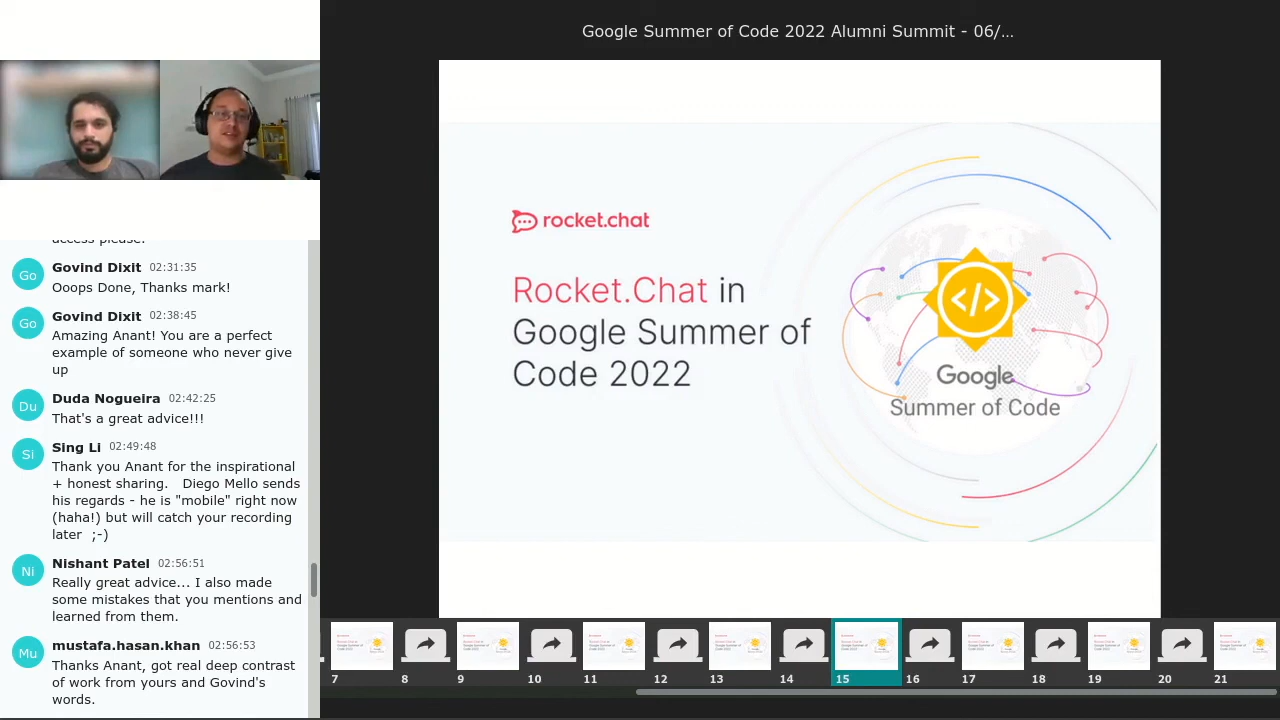 Google Summer of Code 2022 Alumni Summit - 06/...
access please!
Go
Govind Dixit 02:31:35
Ooops Done, Thanks mark!
Go
Govind Dixit 02:38:45
Amazing Anant! You are a perfect
example of someone who never give
up
Du
Duda Nogueira 02:42:25
That's a great advice!!!
Si
Sing Li 02:49:48
Thank you Anant for the inspirational
+ honest sharing. Diego Mello sends
his regards - he is "mobile" right now
(haha!) but will catch your recording
later ;-)
Ni
Nishant Patel 02:56:51
Really great advice... I also made
some mistakes that you mentions and
learned from them.
Mu
mustafa.hasan.khan 02:56:53
Thanks Anant, got real deep contrast
of work from yours and Govind's
words.
rocket.chat
Rocket.Chat in
Google Summer of
Code 2022
</>
Google
Summer of Code
7 8 9 10 11 12 13 14 15 16 17 18 19 20 21